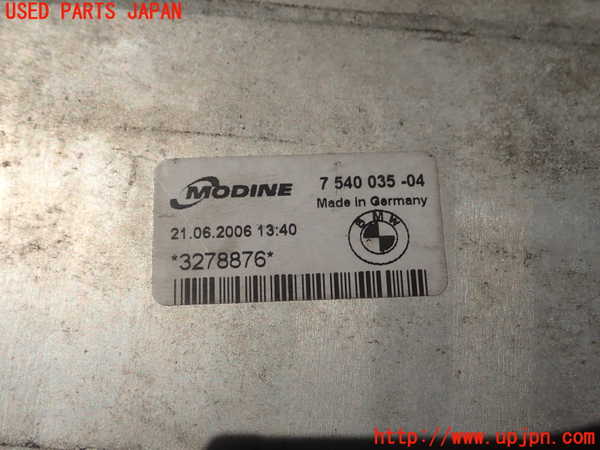 USED PARTS JAPAN
MODINE
7 540 035 -04
Made in Germany
BMW
21.06.2006 13:40
*3278876*
http://www.upjpn.com/